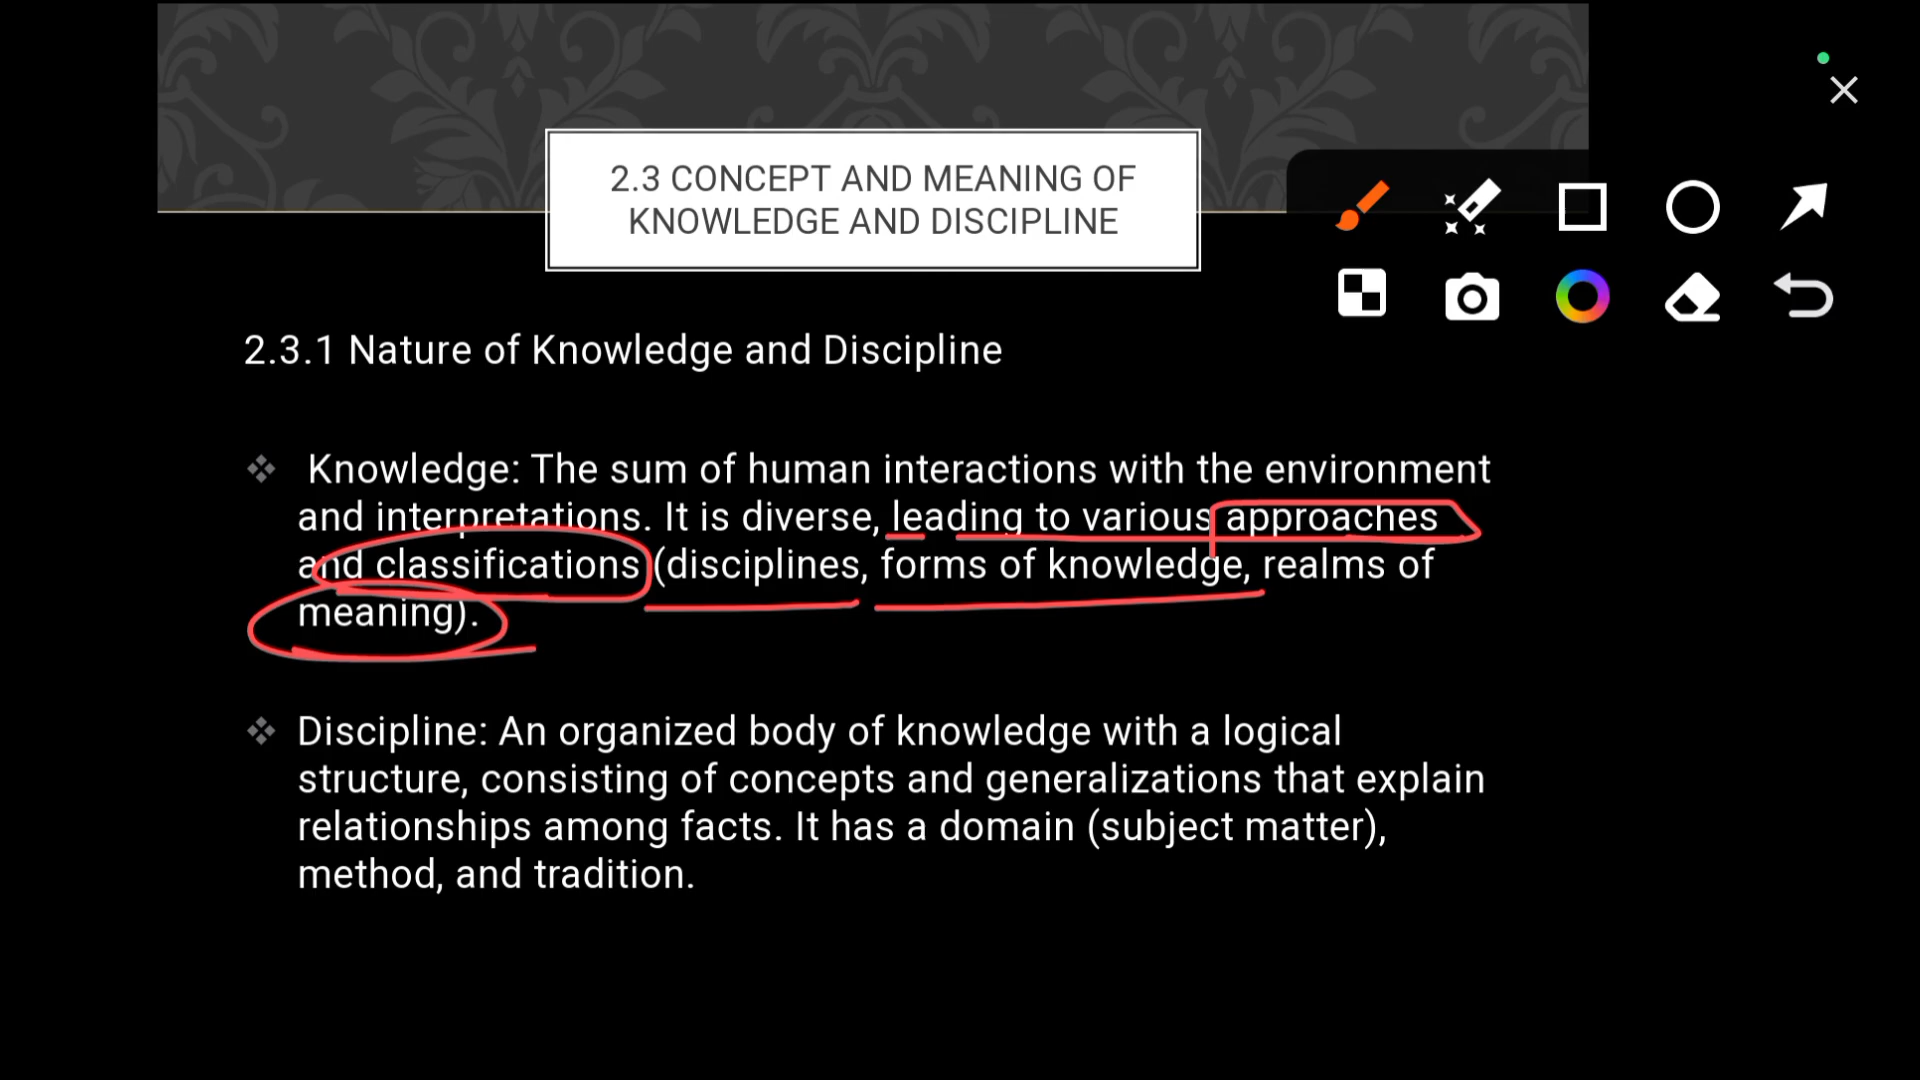 2.3 CONCEPT AND MEANING OF
KNOWLEDGE AND DISCIPLINE
2.3.1 Nature of Knowledge and Discipline
Knowledge: The sum of human interactions with the environment
and interpretations. It is diverse, leading to various approaches
and classifications (disciplines, forms of knowledge, realms of
meaning).
Discipline: An organized body of knowledge with a logical
structure, consisting of concepts and generalizations that explain
relationships among facts. It has a domain (subject matter),
method, and tradition.